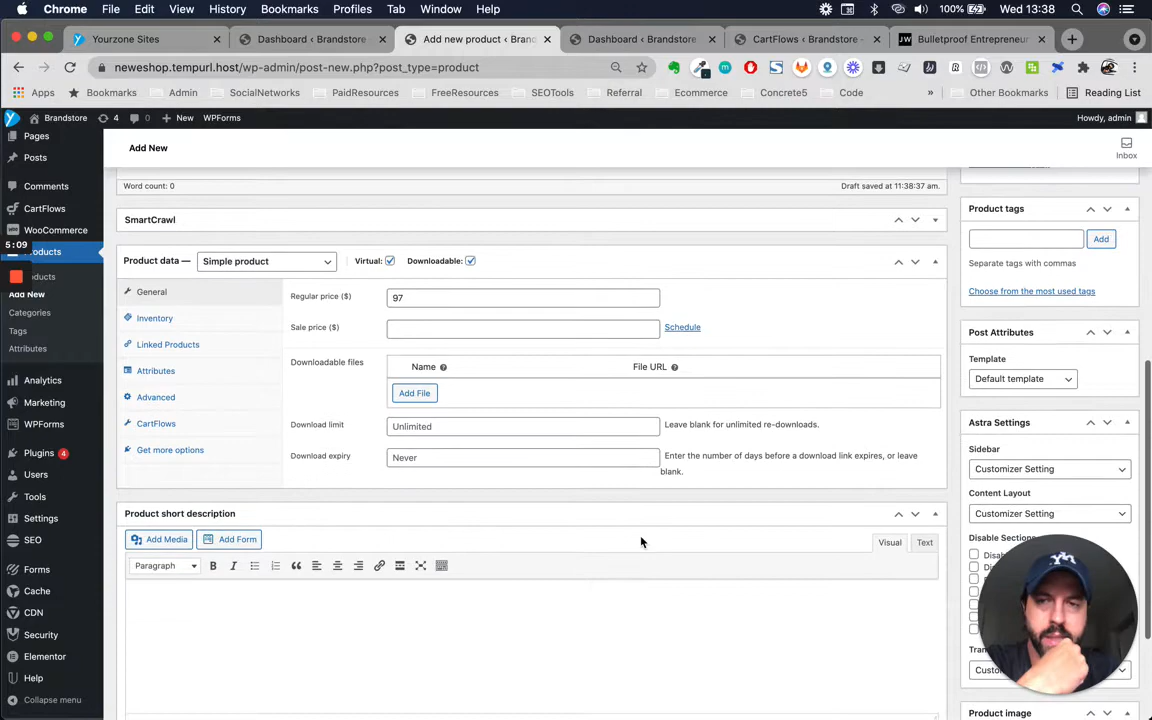 Chrome File Edit View History Bookmarks Profiles Tab Window Help 100% Wed 13:38
Yourzone Sites Dashboard ‹ Brandstore Add new product ‹ Brand Dashboard ‹ Brandstore CartFlows ‹ Brandstore – JW Bulletproof Entrepreneur
neweshop.tempurl.host/wp-admin/post-new.php?post_type=product
Apps Bookmarks Admin SocialNetworks PaidResources FreeResources SEOTools Referral Ecommerce Concrete5 Code » Other Bookmarks Reading List
Brandstore 4 0 New WPForms Howdy, admin
Pages
Posts
Comments
CartFlows
WooCommerce
5:09
Products
Add New
Categories
Tags
Attributes
Analytics
Marketing
WPForms
Plugins 4
Users
Tools
Settings
SEO
Forms
Cache
CDN
Security
Elementor
Help
Collapse menu
Add New
Inbox
Word count: 0 Draft saved at 11:38:37 am.
SmartCrawl
Product data — Simple product Virtual: Downloadable:
General
Inventory
Linked Products
Attributes
Advanced
CartFlows
Get more options
Regular price ($) 97
Sale price ($) Schedule
Downloadable files Name File URL
Add File
Download limit Unlimited Leave blank for unlimited re-downloads.
Download expiry Never Enter the number of days before a download link expires, or leave
blank.
Product short description
Add Media Add Form Visual Text
Paragraph
Product tags
Add
Separate tags with commas
Choose from the most used tags
Post Attributes
Template
Default template
Astra Settings
Sidebar
Customizer Setting
Content Layout
Customizer Setting
Disable Sections
Product image